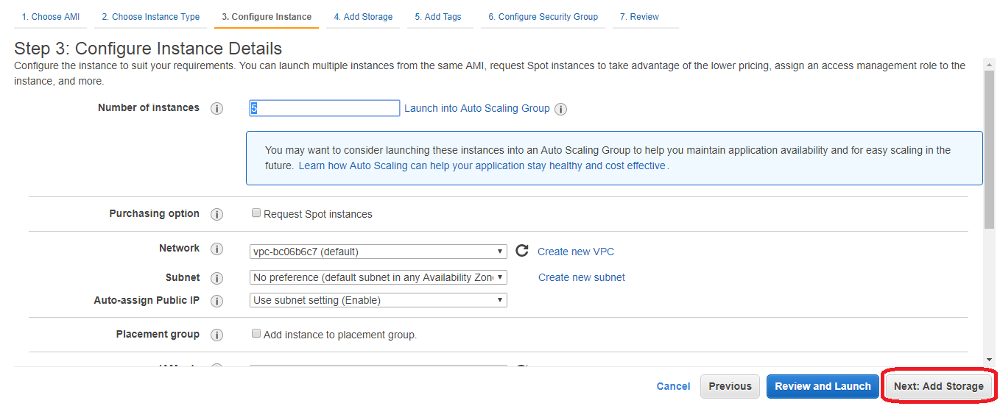 1. Choose AMI 2. Choose Instance Type 3. Configure Instance 4. Add Storage 5. Add Tags 6. Configure Security Group 7. Review
Step 3: Configure Instance Details
Configure the instance to suit your requirements. You can launch multiple instances from the same AMI, request Spot instances to take advantage of the lower pricing, assign an access management role to the
instance, and more.
Number of instances 5 Launch into Auto Scaling Group
You may want to consider launching these instances into an Auto Scaling Group to help you maintain application availability and for easy scaling in the
future. Learn how Auto Scaling can help your application stay healthy and cost effective.
Purchasing option Request Spot instances
Network vpc-bc06b6c7 (default) Create new VPC
Subnet No preference (default subnet in any Availability Zon Create new subnet
Auto-assign Public IP Use subnet setting (Enable)
Placement group Add instance to placement group.
Cancel Previous Review and Launch Next: Add Storage